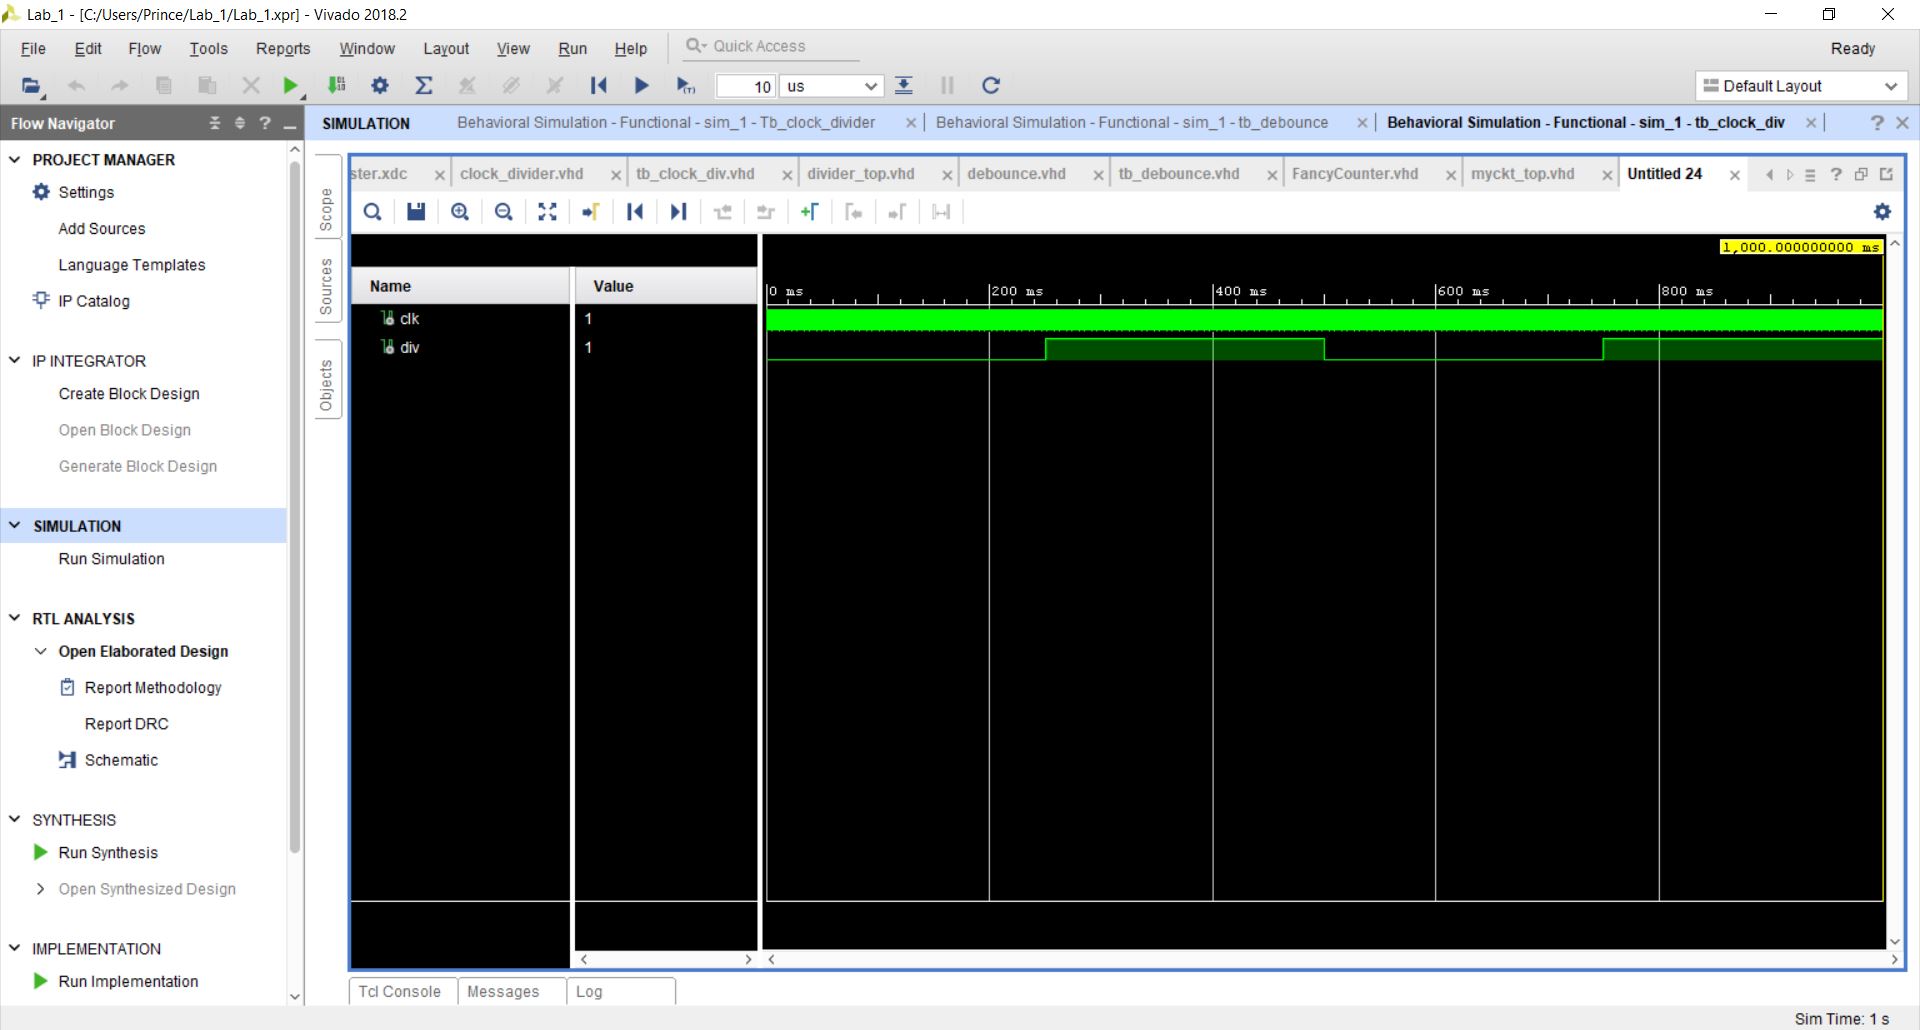 Lab_1 - [C:/Users/Prince/Lab_1/Lab_1.xpr] - Vivado 2018.2
File Edit Flow Tools Reports Window Layout View Run Help Quick Access Ready
10 us Default Layout
Flow Navigator
SIMULATION Behavioral Simulation - Functional - sim_1 - Tb_clock_divider Behavioral Simulation - Functional - sim_1 - tb_debounce Behavioral Simulation - Functional - sim_1 - tb_clock_div
PROJECT MANAGER
Settings
Add Sources
Language Templates
IP Catalog
IP INTEGRATOR
Create Block Design
Open Block Design
Generate Block Design
SIMULATION
Run Simulation
RTL ANALYSIS
Open Elaborated Design
Report Methodology
Report DRC
Schematic
SYNTHESIS
Run Synthesis
Open Synthesized Design
IMPLEMENTATION
Run Implementation
Scope
Sources
Objects
ster.xdc clock_divider.vhd tb_clock_div.vhd divider_top.vhd debounce.vhd tb_debounce.vhd FancyCounter.vhd myckt_top.vhd Untitled 24
1,000.000000000 ms
Name Value
0 ms 200 ms 400 ms 600 ms 800 ms
clk 1
div 1
Tcl Console Messages Log
Sim Time: 1 s